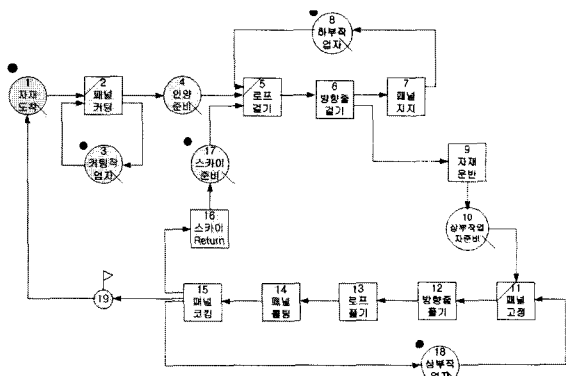 1
자재
도착
2
패널
커팅
3
커팅작
업자
4
인양
준비
5
로프
걸기
6
방향줄
걸기
7
패널
지지
8
하부작
업자
9
자재
운반
10
상부작업
자준비
11
패널
고정
12
방향줄
풀기
13
로프
풀기
14
패널
볼팅
15
패널
코킹
16
스카이
Return
17
스카이
준비
18
상부작
업자
19